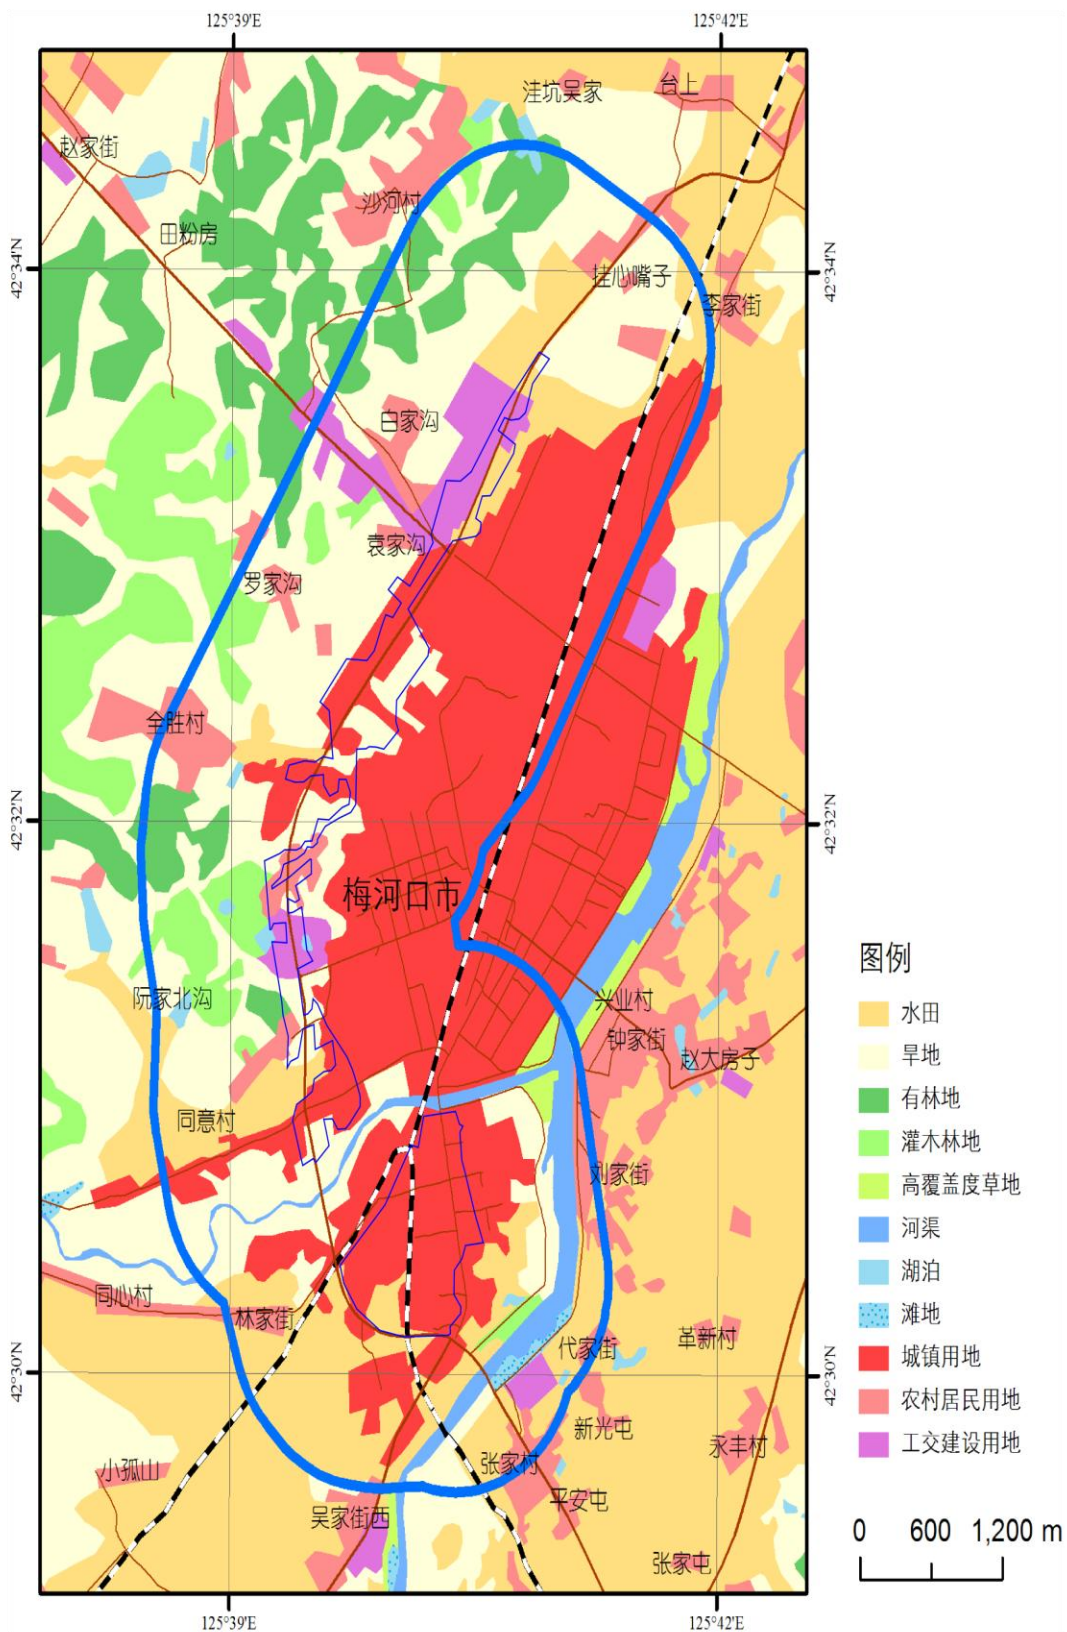 125°39'E
125°42'E
洼坑吴家
台上
赵家街
沙河村
田粉房
42°34'N
42°34'N
挂心嘴子
李家街
白家沟
袁家沟
罗家沟
全胜村
42°32'N
42°32'N
梅河口市
阮家北沟
兴业村
钟家街
赵大房子
同意村
刘家街
同心村
林家街
代家街
革新村
42°30'N
42°30'N
新光屯
永丰村
小孤山
张家村
平安屯
吴家街西
张家屯
125°39'E
125°42'E
图例
水田
旱地
有林地
灌木林地
高覆盖度草地
河渠
湖泊
滩地
城镇用地
农村居民用地
工交建设用地
0 600 1,200 m